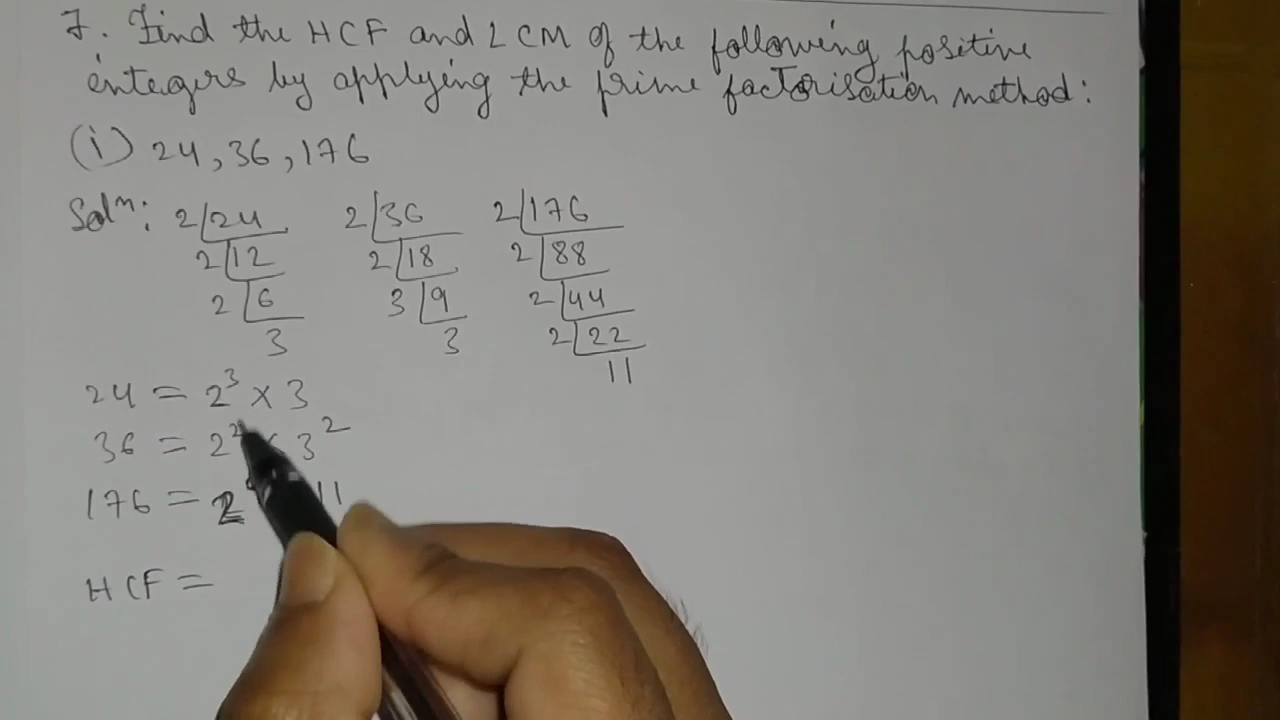 7. Find the HCF and LCM of the following positive
entegers by applying the prime factorisation method:
(i) 24, 36, 176
Solⁿ: 2 24 2 36 2 176
2 12 2 18 2 88
2 6 3 9 2 44
3 3 2 22
11
24 = 2³ × 3
36 = 2² × 3²
176 = 2 11
HCF =